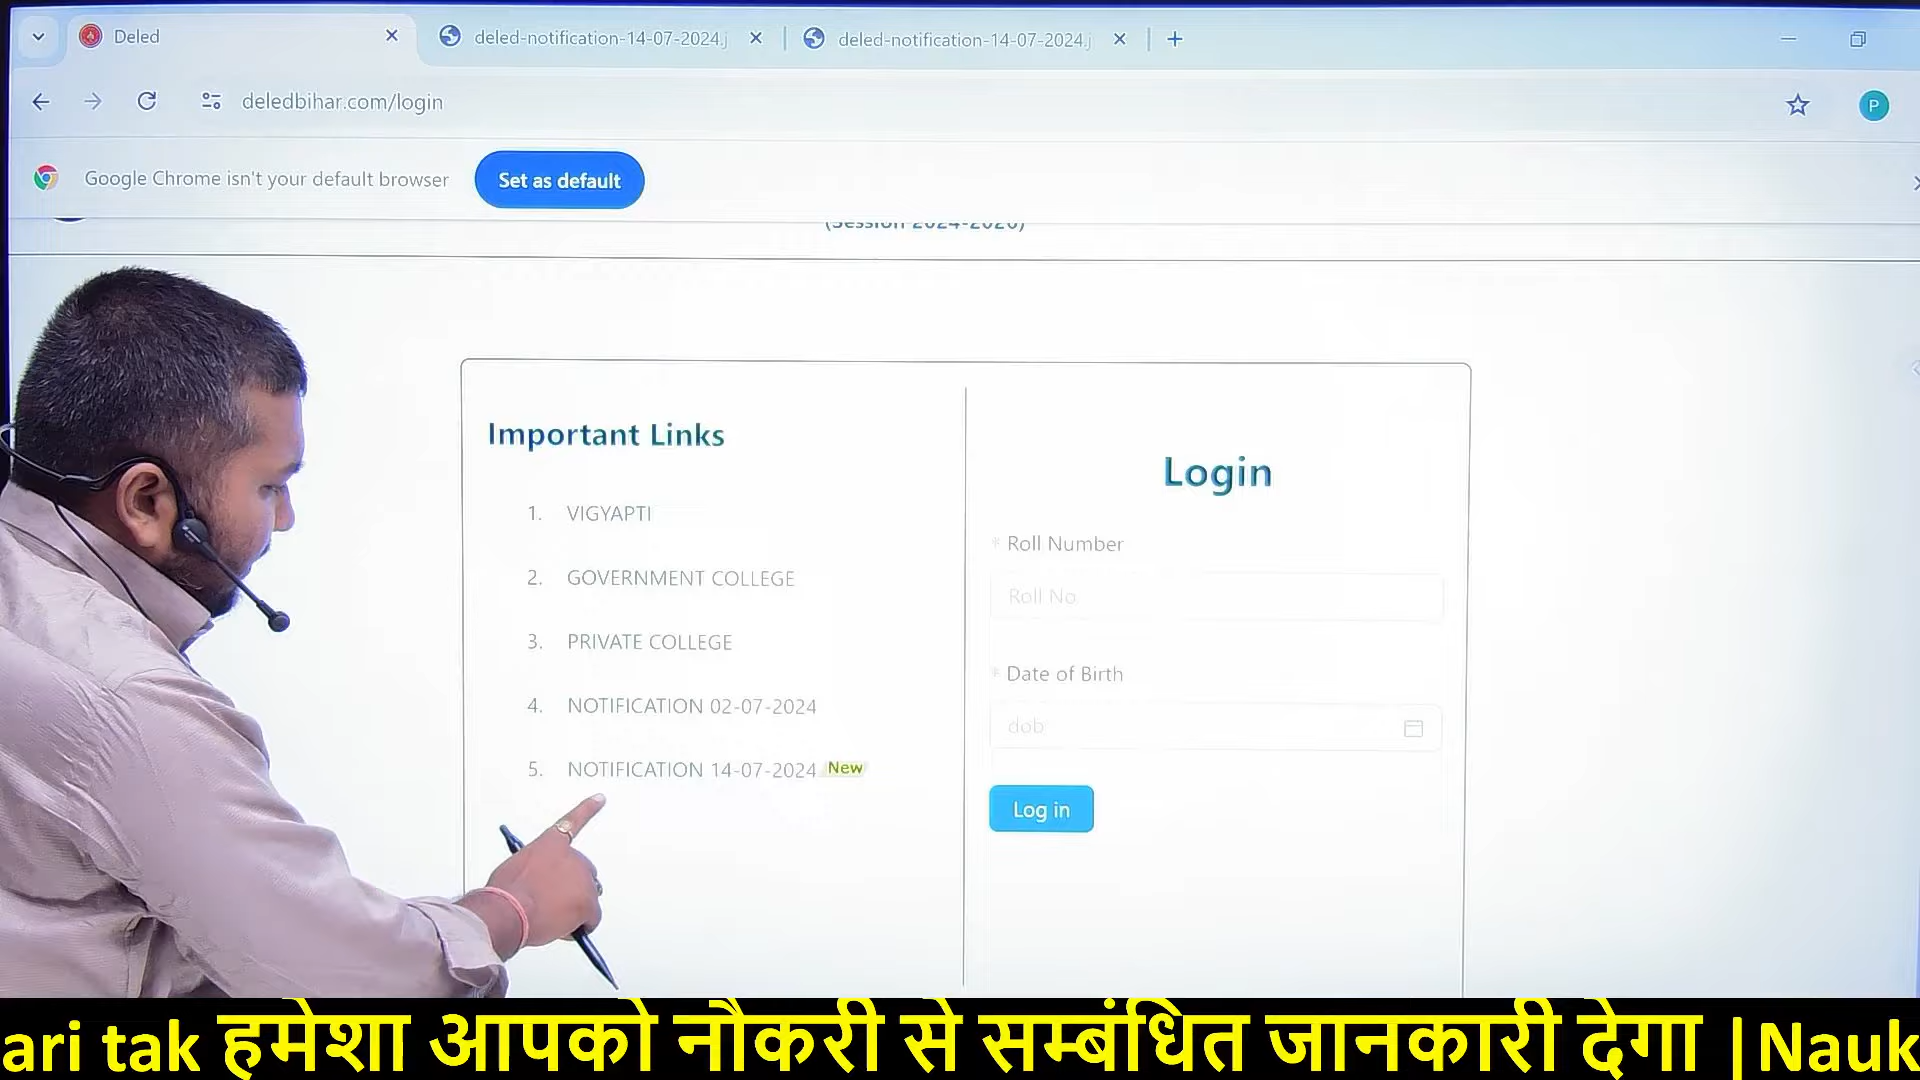 Deled
deled-notification-14-07-2024.j
deled-notification-14-07-2024.j
deledbihar.com/login
P
Google Chrome isn't your default browser
Set as default
(Session 2024-2026)
Important Links
1. VIGYAPTI
2. GOVERNMENT COLLEGE
3. PRIVATE COLLEGE
4. NOTIFICATION 02-07-2024
5. NOTIFICATION 14-07-2024 New
Login
* Roll Number
Roll No
* Date of Birth
dob
Log in
ari tak हमेशा आपको नौकरी से सम्बंधित जानकारी देगा | Nauk